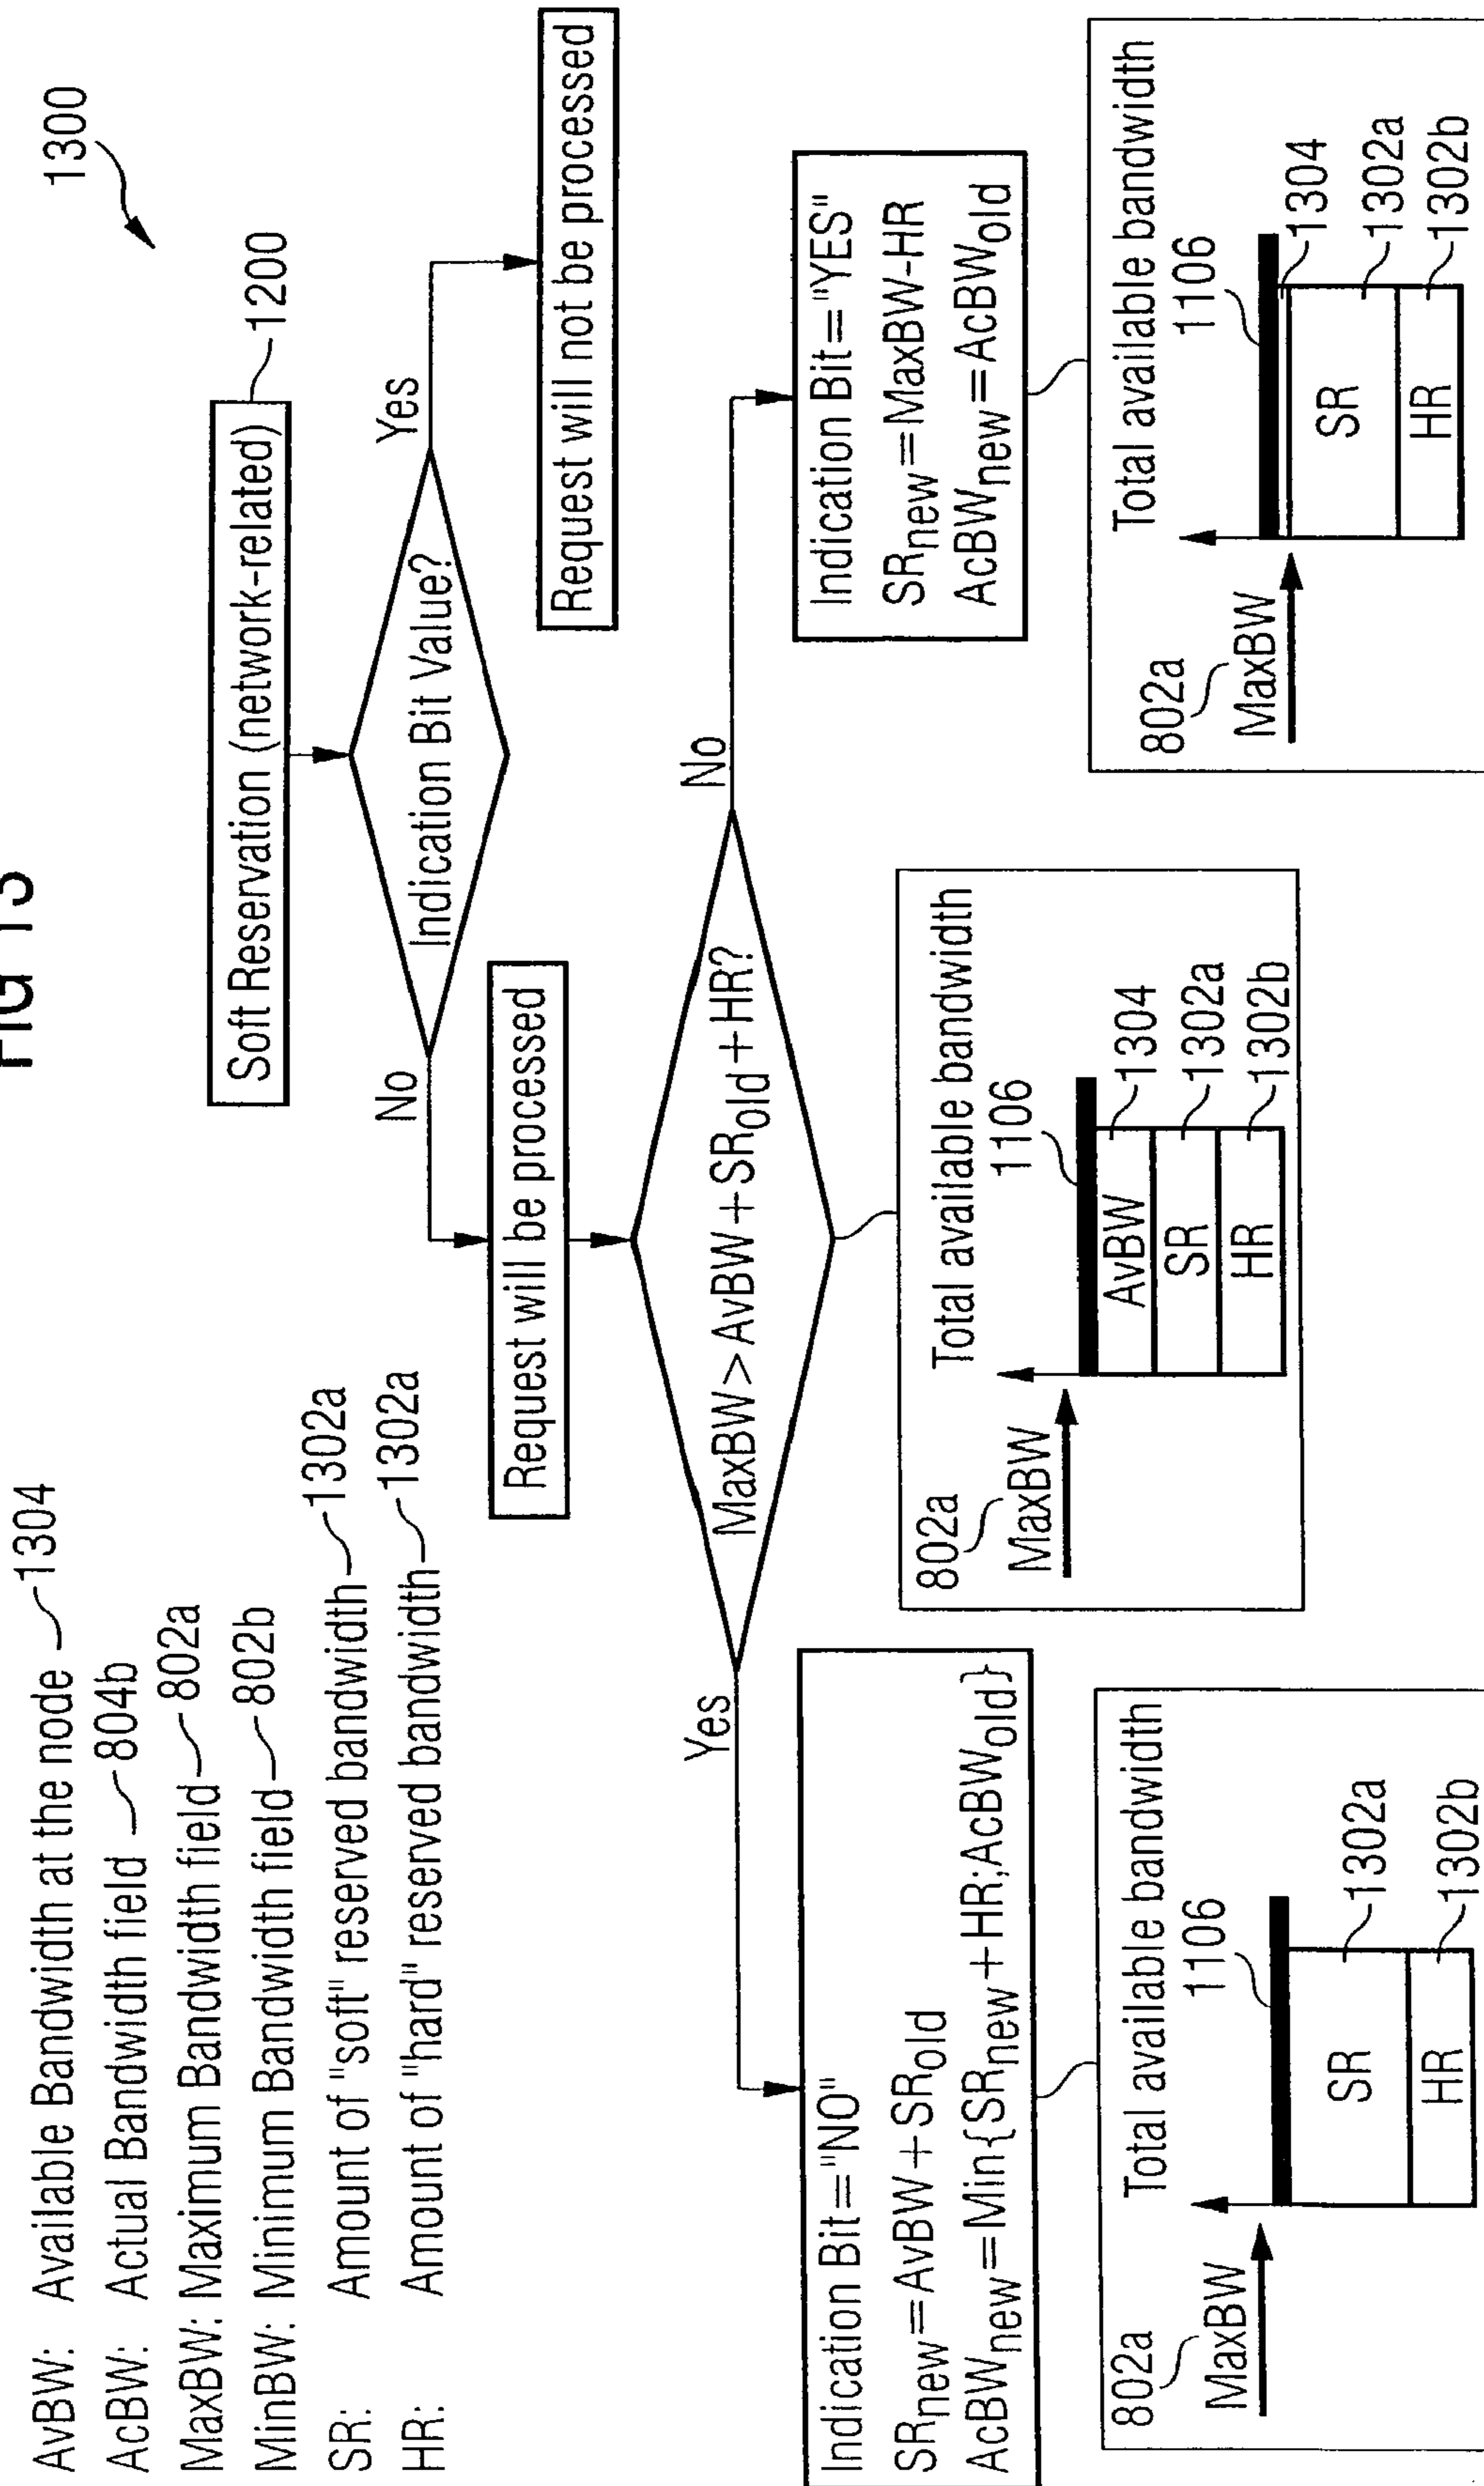 FIG 13
1300
AvBW: Available Bandwidth at the node 1304
AcBW: Actual Bandwidth field 804b
MaxBW: Maximum Bandwidth field 802a
MinBW: Minimum Bandwidth field 802b
SR: Amount of "soft" reserved bandwidth 1302a
HR: Amount of "hard" reserved bandwidth 1302a
Soft Reservation (network-related) 1200
Indication Bit Value?
No
Yes
Request will be processed
Request will not be processed
MaxBW>AvBW+SRold+HR?
Yes
No
Indication Bit="NO"
SRnew=AvBW+SRold
AcBWnew=Min{SRnew+HR;AcBWold}
Indication Bit="YES"
SRnew=MaxBW-HR
AcBWnew=AcBWold
Total available bandwidth
802a
MaxBW
1106
SR
1302a
HR
1302b
Total available bandwidth
802a
MaxBW
1106
AvBW
1304
SR
1302a
HR
1302b
Total available bandwidth
802a
MaxBW
1106
1304
SR
1302a
HR
1302b